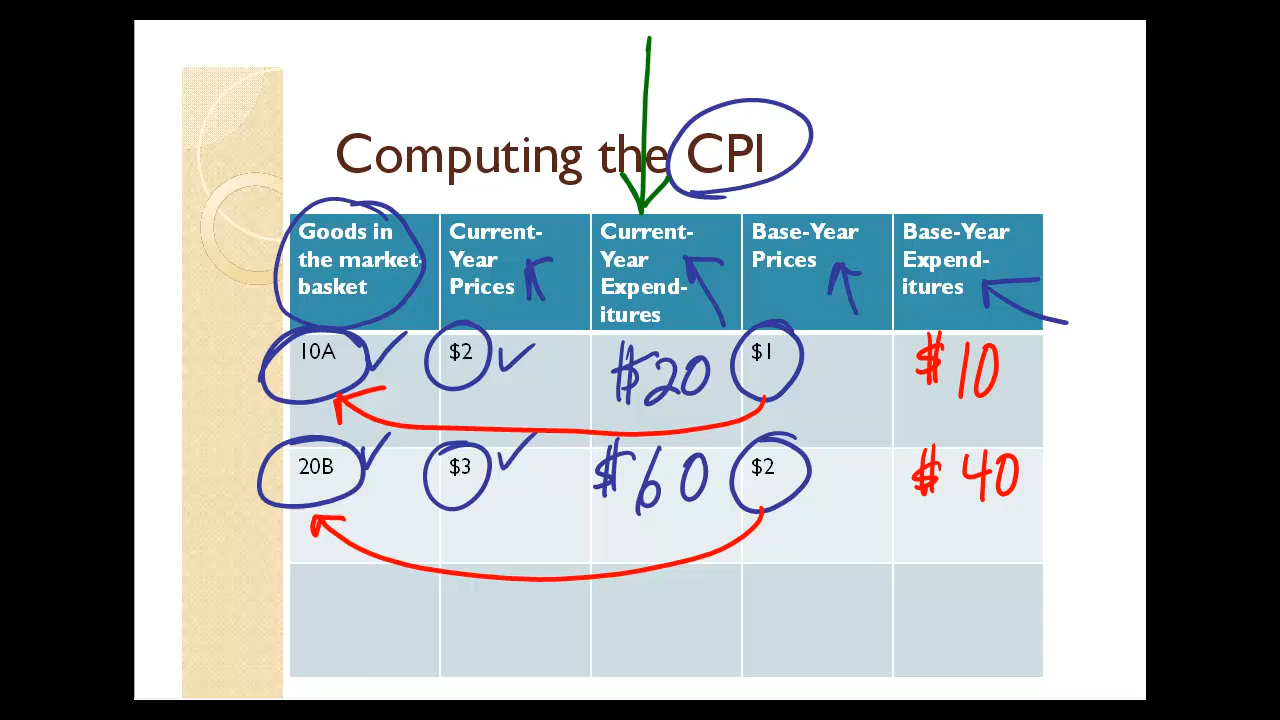 Computing the CPI
Goods in
the market-
basket
Current-
Year
Prices
Current-
Year
Expend-
itures
Base-Year
Prices
Base-Year
Expend-
itures
10A
$2
$20
$1
$10
20B
$3
$60
$2
$40